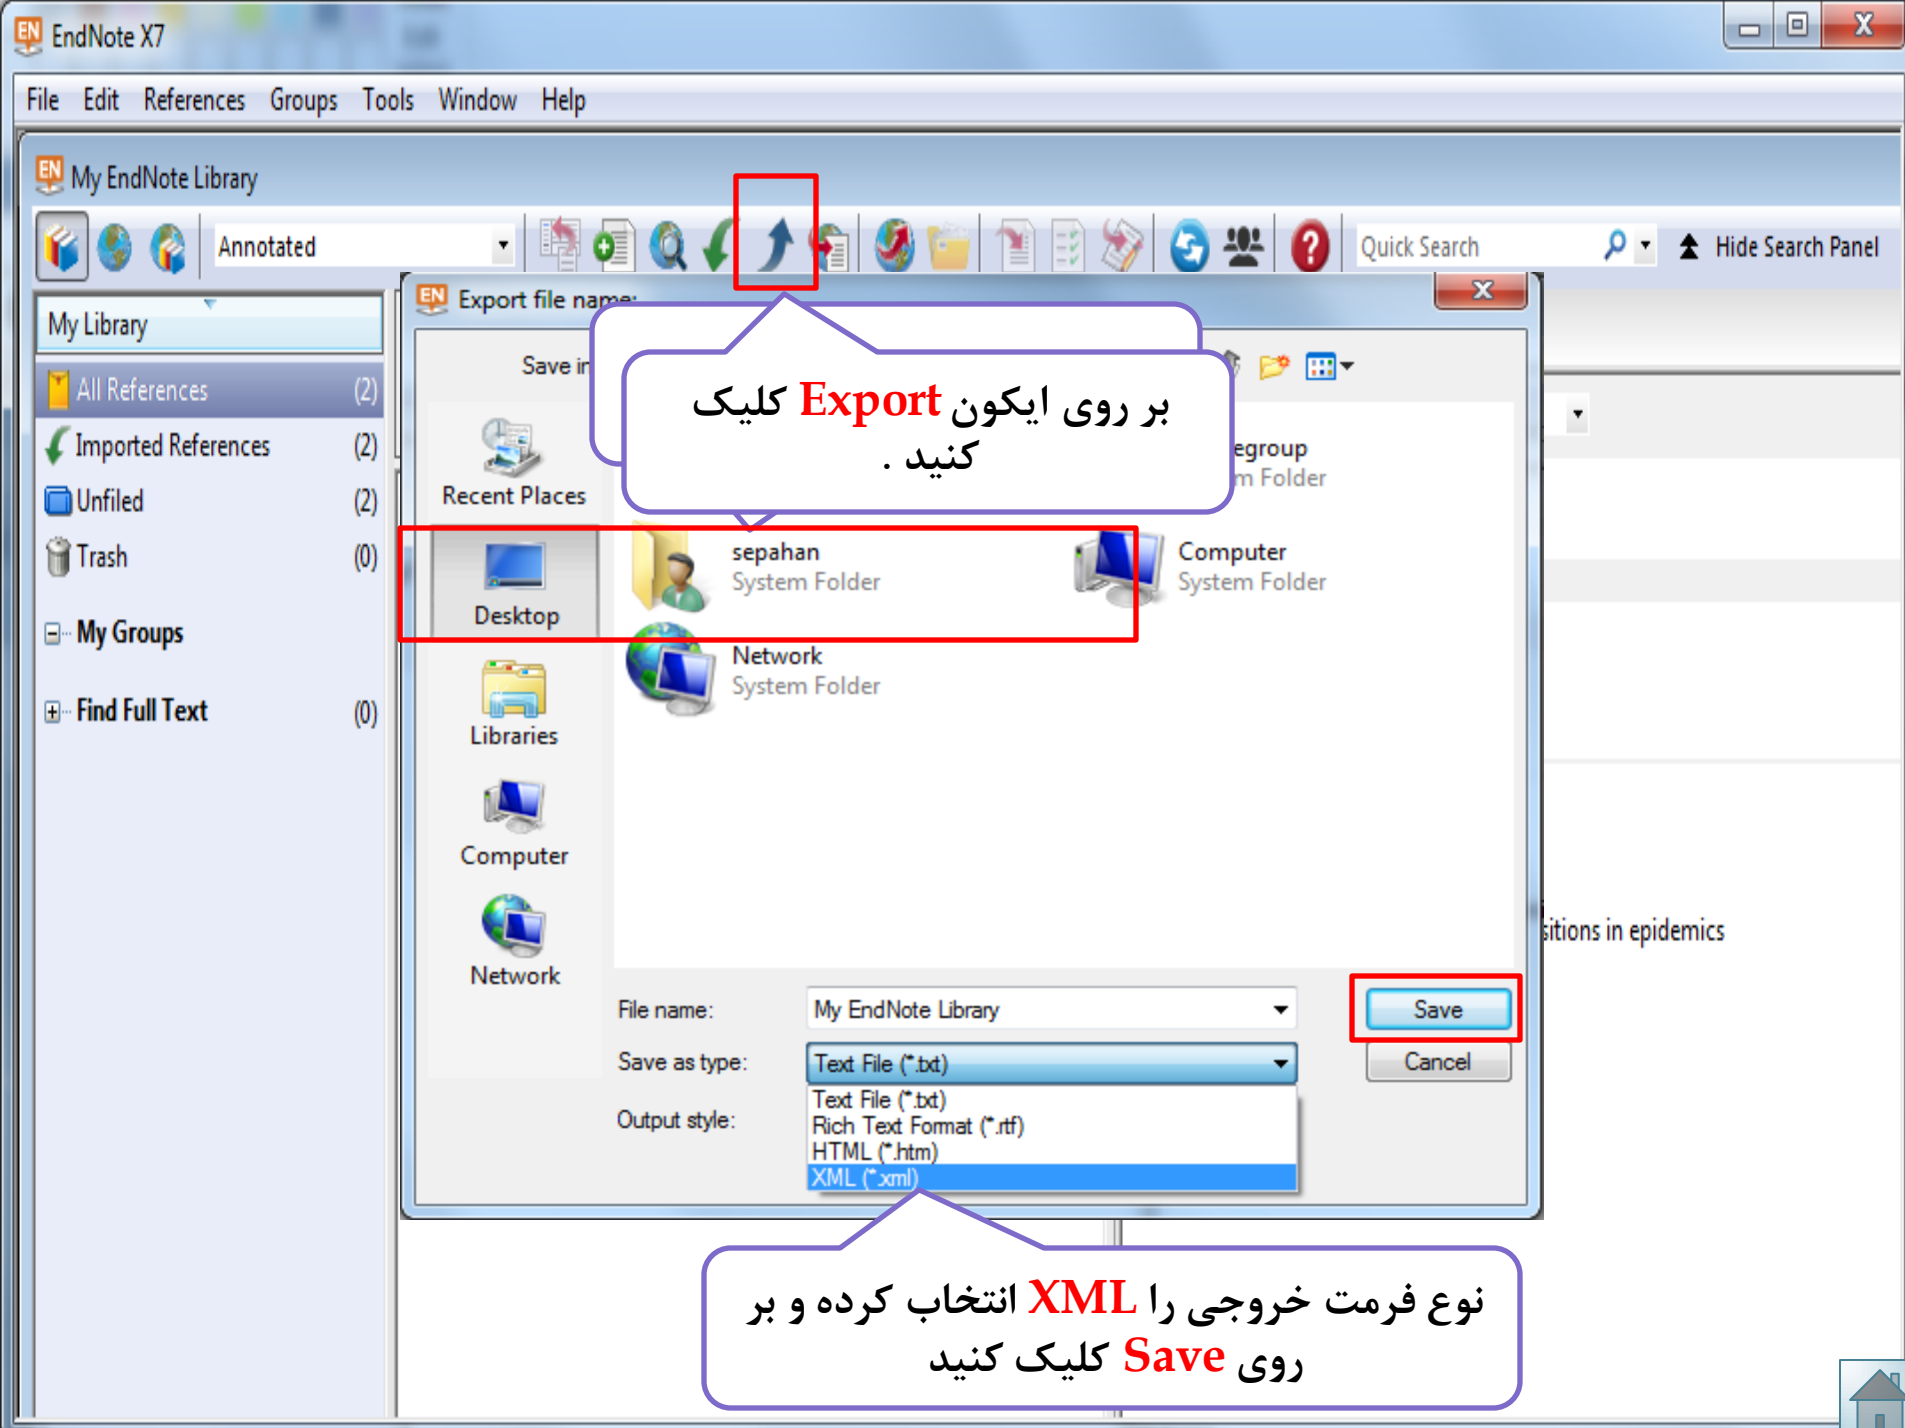 EndNote X7
File Edit References Groups Tools Window Help
My EndNote Library
Annotated
Quick Search
Hide Search Panel
My Library
All References (2)
Imported References (2)
Unfiled (2)
Trash (0)
My Groups
Find Full Text (0)
Export file name:
Save in
بر روی ایکون Export کلیک
کنید .
Recent Places
Desktop
Libraries
Computer
Network
egroup
m Folder
sepahan
System Folder
Computer
System Folder
Network
System Folder
sitions in epidemics
File name: My EndNote Library
Save
Save as type: Text File (*.txt)
Cancel
Output style:
Text File (*.txt)
Rich Text Format (*.rtf)
HTML (*.htm)
XML (*.xml)
نوع فرمت خروجی را XML انتخاب کرده و بر
روی Save کلیک کنید